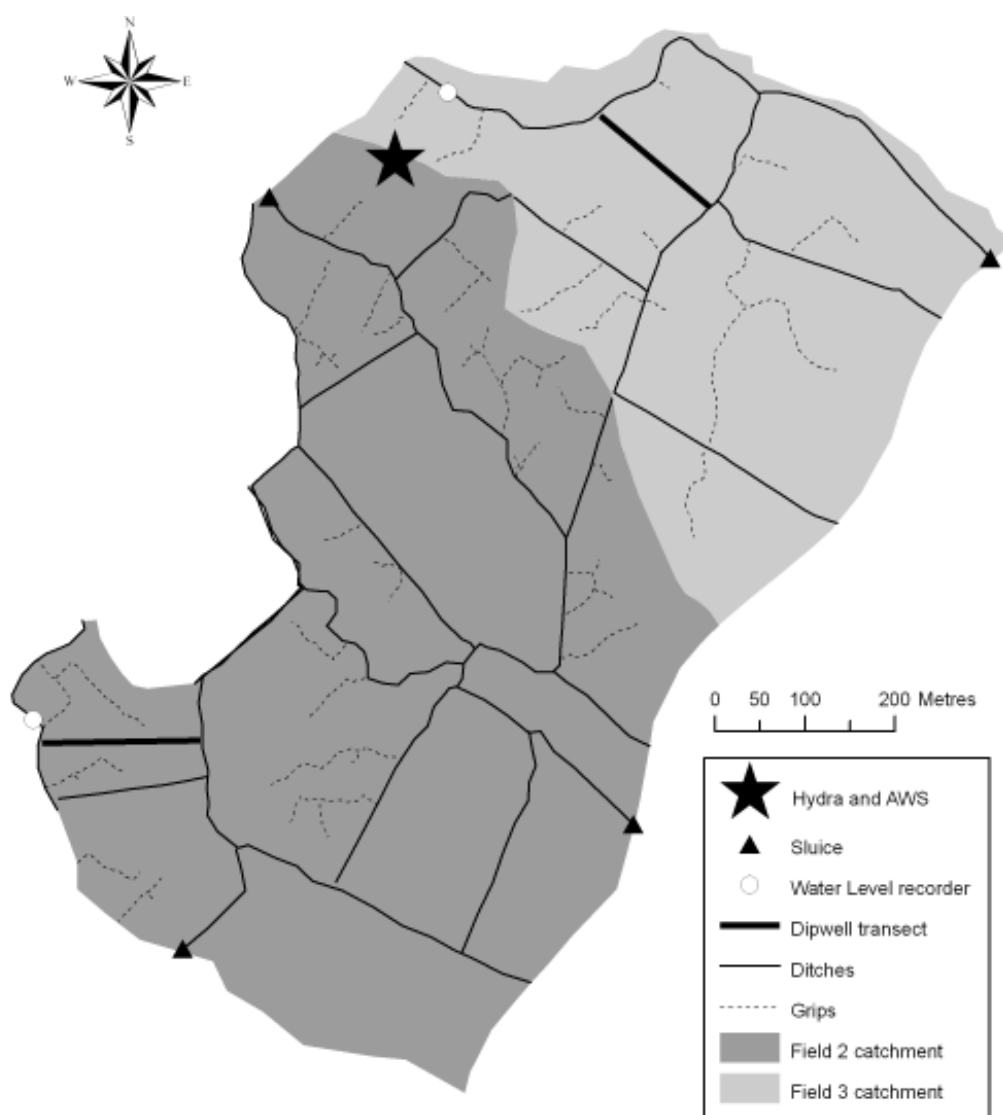 N
W E
S
0 50 100 200 Metres
Hydra and AWS
Sluice
Water Level recorder
Dipwell transect
Ditches
Grips
Field 2 catchment
Field 3 catchment